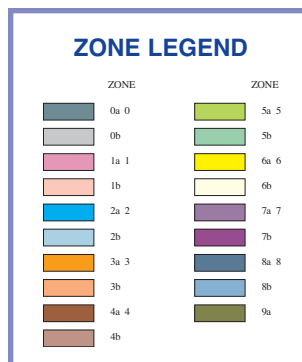 ZONE LEGEND
ZONE
0a 0
0b
1a 1
1b
2a 2
2b
3a 3
3b
4a 4
4b
ZONE
5a 5
5b
6a 6
6b
7a 7
7b
8a 8
8b
9a